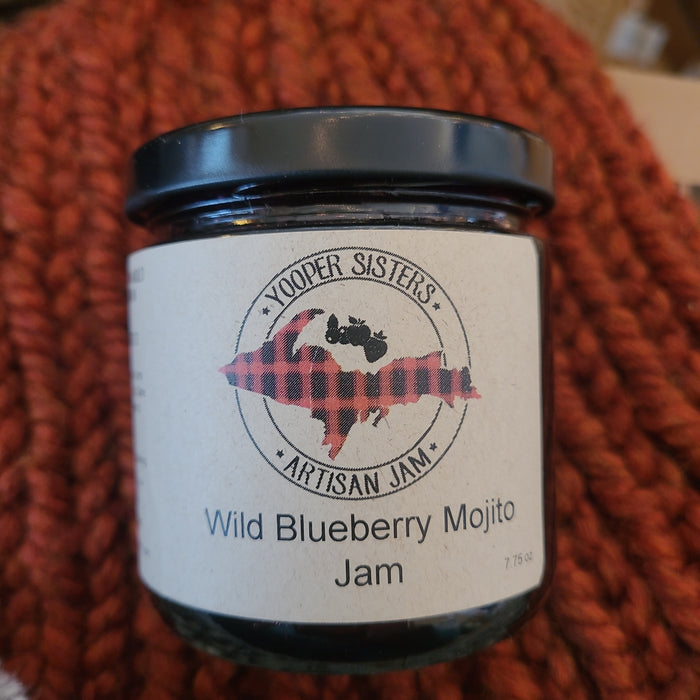 YOOPER SISTERS
ARTISAN JAM
Wild Blueberry Mojito
Jam
7.75 oz